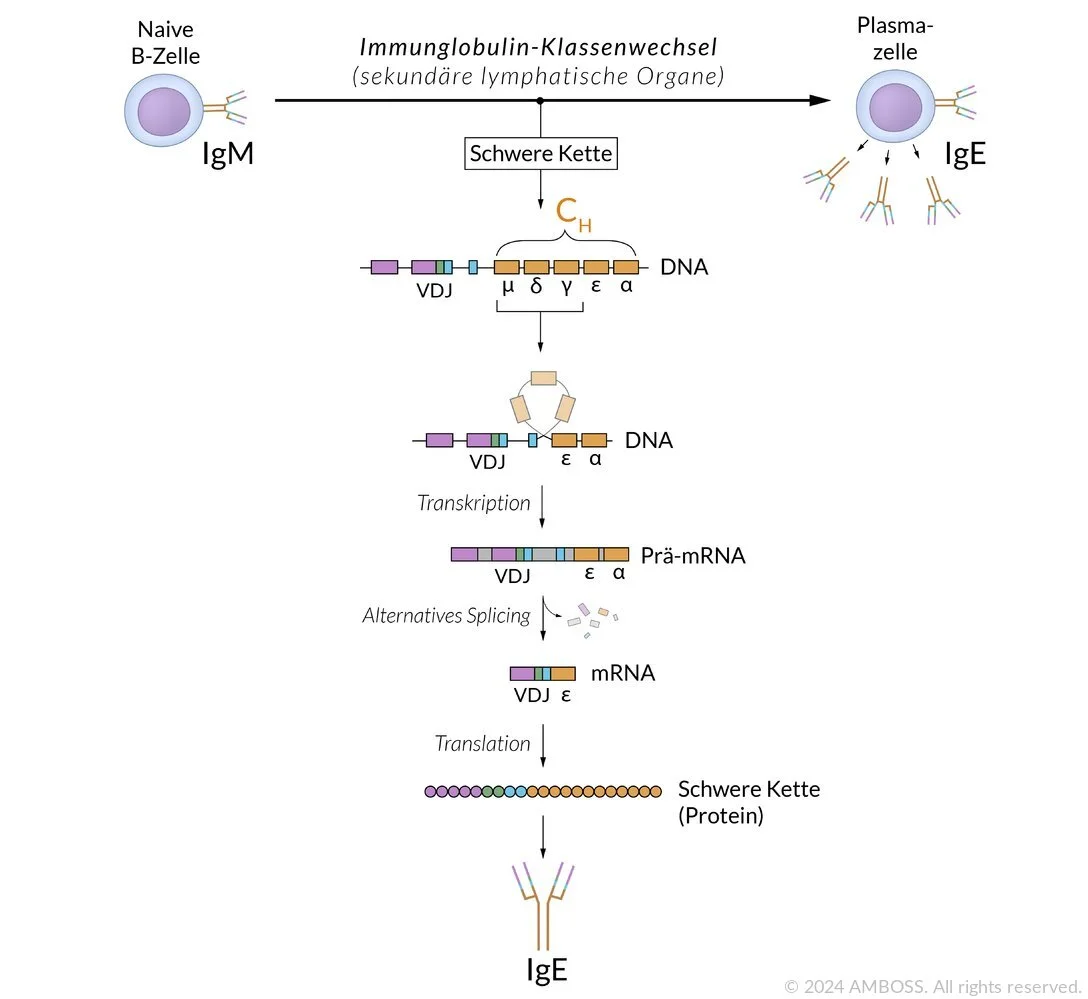 Naive
B-Zelle
IgM
Immunglobulin-Klassenwechsel
(sekundäre lymphatische Organe)
Plasma-
zelle
IgE
Schwere Kette
C_H
DNA
VDJ
μ δ γ ε α
DNA
VDJ
ε α
Transkription
Prä-mRNA
VDJ
ε α
Alternatives Splicing
mRNA
VDJ ε
Translation
Schwere Kette
(Protein)
IgE
© 2024 AMBOSS. All rights reserved.